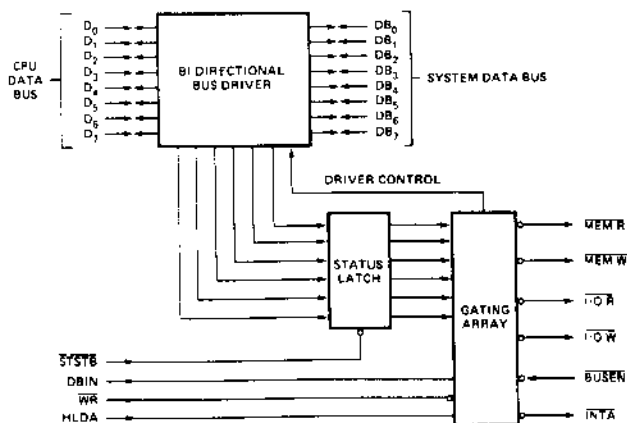 D0
D1
D2
D3
D4
D5
D6
D7
CPU
DATA
BUS
BI DIRECTIONAL
BUS DRIVER
DB0
DB1
DB2
DB3
DB4
DB5
DB6
DB7
SYSTEM DATA BUS
DRIVER CONTROL
STATUS
LATCH
GATING
ARRAY
MEM R
MEM W
I/O R
I/O W
BUSEN
INTA
STSTB
DBIN
WR
HLDA